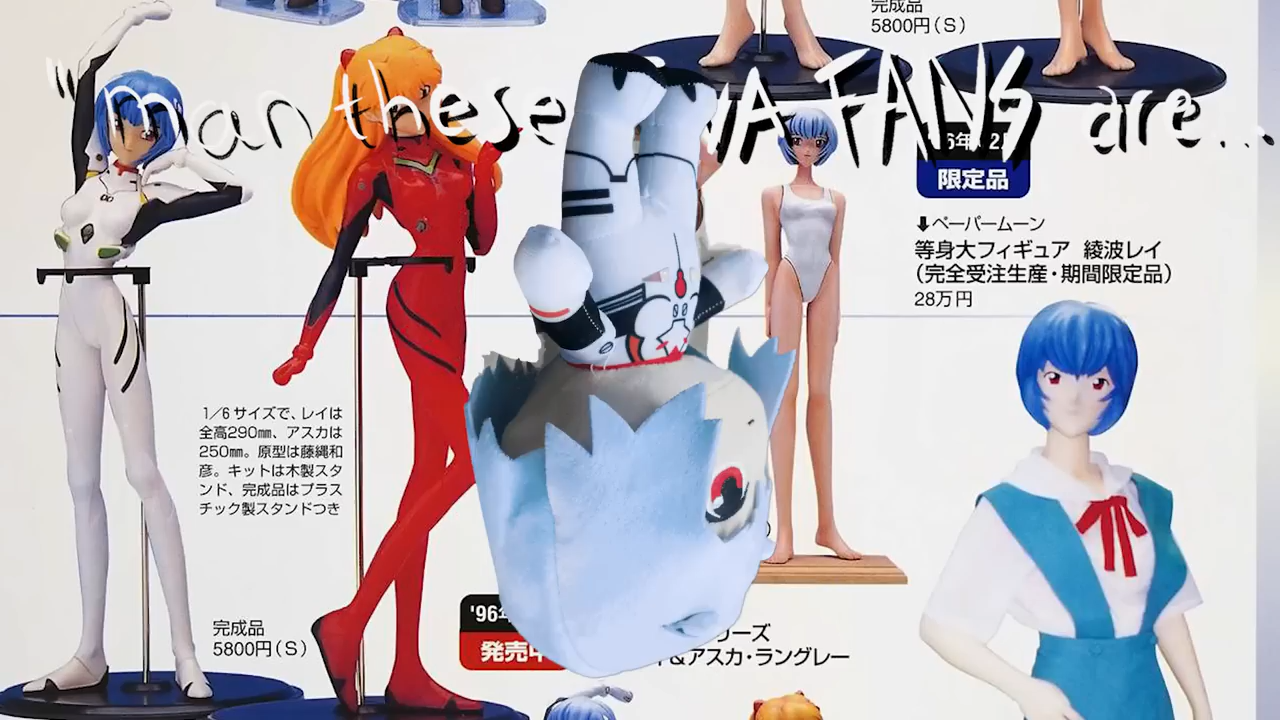 完成品
5800円(S)
"man these EVA FANS are...
限定品
⬇ペーパームーン
等身大フィギュア 綾波レイ
(完全受注生産・期間限定品)
28万円
1/6サイズで、レイは
全高290㎜、アスカは
250㎜。原型は藤縄和
彦。キットは木製スタ
ンド、完成品はプラス
チック製スタンドつき
完成品
5800円(S)
'96年
発売中
リーズ
&アスカ・ラングレー